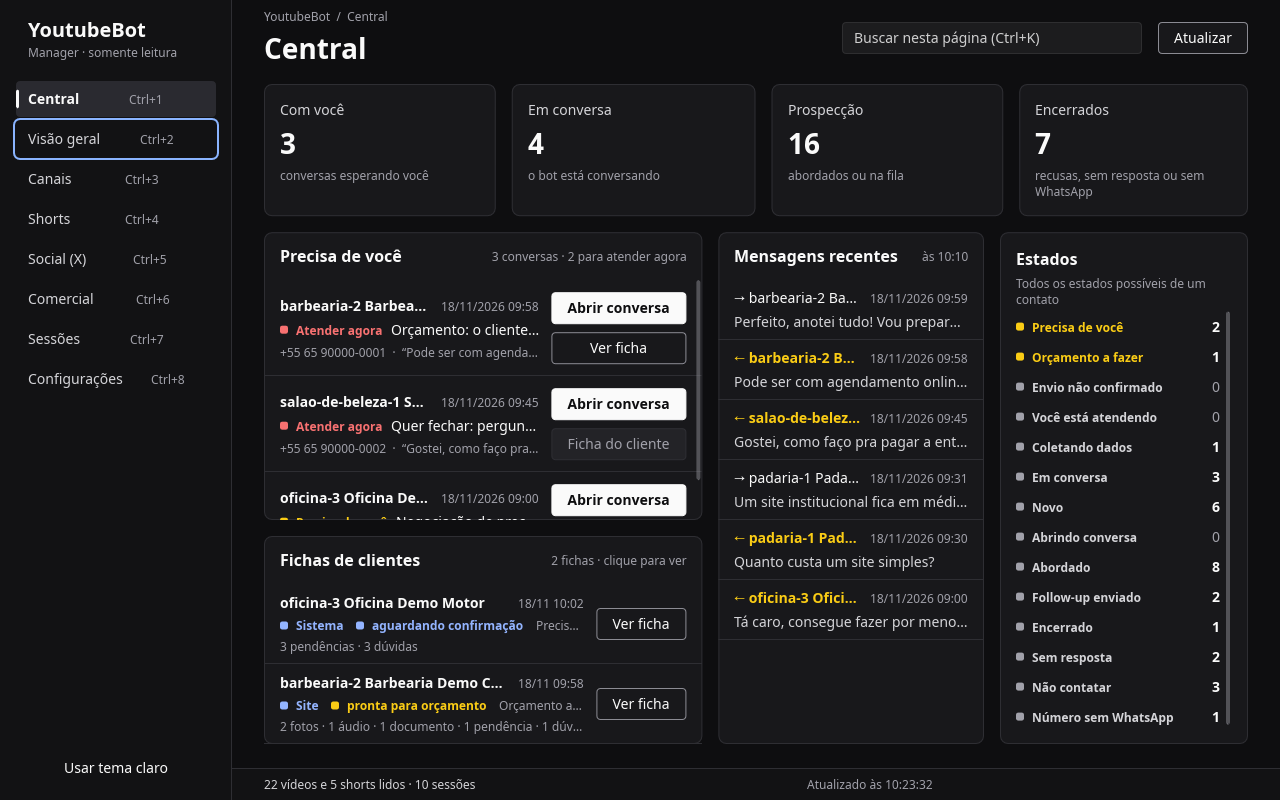 YoutubeBot
Manager · somente leitura
Central Ctrl+1
Visão geral Ctrl+2
Canais Ctrl+3
Shorts Ctrl+4
Social (X) Ctrl+5
Comercial Ctrl+6
Sessões Ctrl+7
Configurações Ctrl+8
Usar tema claro
YoutubeBot / Central
Central
Buscar nesta página (Ctrl+K)
Atualizar
Com você
3
conversas esperando você
Em conversa
4
o bot está conversando
Prospecção
16
abordados ou na fila
Encerrados
7
recusas, sem resposta ou sem
WhatsApp
Precisa de você 3 conversas · 2 para atender agora
barbearia-2 Barbea... 18/11/2026 09:58 Abrir conversa
Atender agora Orçamento: o cliente...
+55 65 90000-0001 · “Pode ser com agenda...
Ver ficha
salao-de-beleza-1 S... 18/11/2026 09:45 Abrir conversa
Atender agora Quer fechar: pergun...
+55 65 90000-0002 · “Gostei, como faço pra...
Ficha do cliente
oficina-3 Oficina De... 18/11/2026 09:00 Abrir conversa
Fichas de clientes 2 fichas · clique para ver
oficina-3 Oficina Demo Motor 18/11 10:02
Sistema aguardando confirmação Precis...
3 pendências · 3 dúvidas
Ver ficha
barbearia-2 Barbearia Demo C... 18/11 09:58
Site pronta para orçamento Orçamento a...
2 fotos · 1 áudio · 1 documento · 1 pendência · 1 dúv...
Ver ficha
Mensagens recentes às 10:10
→ barbearia-2 Ba... 18/11/2026 09:59
Perfeito, anotei tudo! Vou prepar...
← barbearia-2 B... 18/11/2026 09:58
Pode ser com agendamento onlin...
← salao-de-belez... 18/11/2026 09:45
Gostei, como faço pra pagar a ent...
→ padaria-1 Pada... 18/11/2026 09:31
Um site institucional fica em médi...
← padaria-1 Pad... 18/11/2026 09:30
Quanto custa um site simples?
← oficina-3 Ofici... 18/11/2026 09:00
Tá caro, consegue fazer por meno...
Estados
Todos os estados possíveis de um
contato
Precisa de você 2
Orçamento a fazer 1
Envio não confirmado 0
Você está atendendo 0
Coletando dados 1
Em conversa 3
Novo 6
Abrindo conversa 0
Abordado 8
Follow-up enviado 2
Encerrado 1
Sem resposta 2
Não contatar 3
Número sem WhatsApp 1
22 vídeos e 5 shorts lidos · 10 sessões
Atualizado às 10:23:32